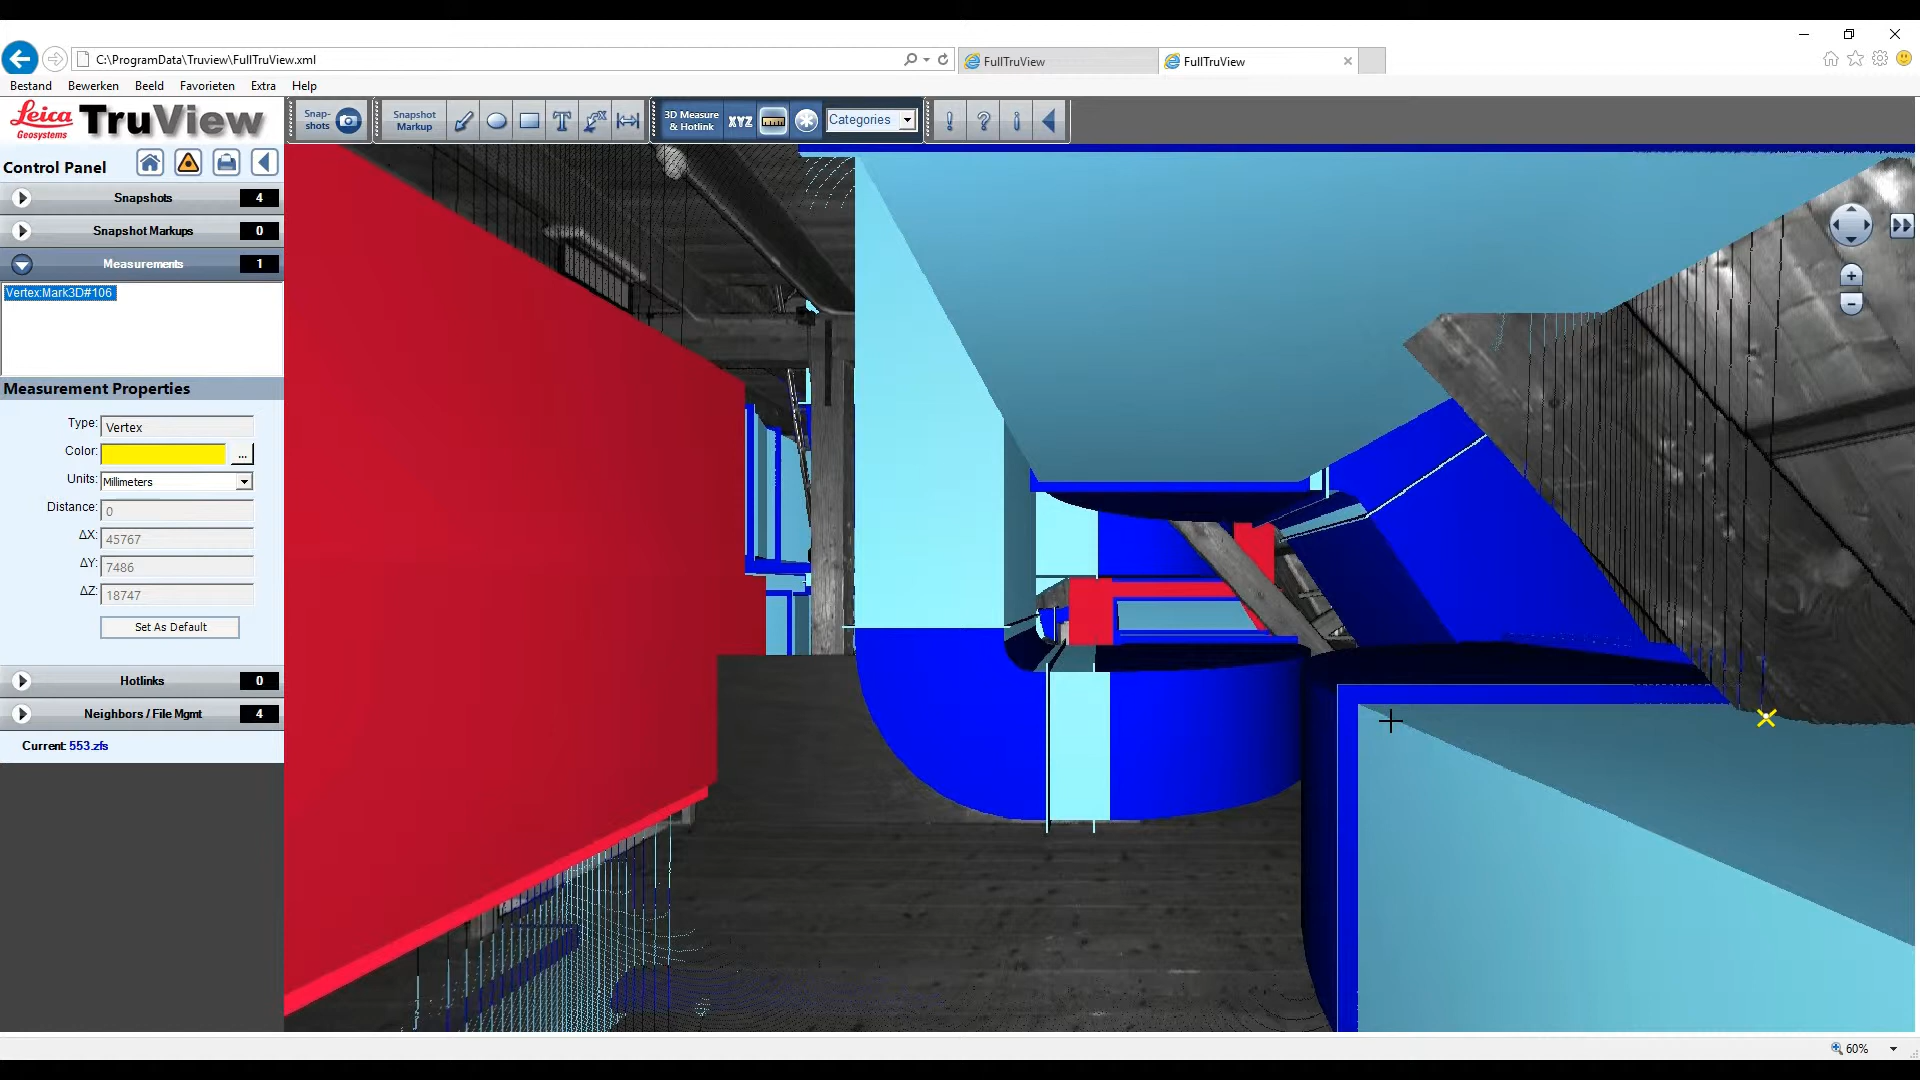 C:\ProgramData\Truview\FullTruView.xml
FullTruView
FullTruView
Bestand Bewerken Beeld Favorieten Extra Help
Leica Geosystems TruView
Snap-shots
Snapshot Markup
T
3D Measure & Hotlink
XYZ
Categories
! ? i
Control Panel
Snapshots 4
Snapshot Markups 0
Measurements 1
Vertex:Mark3D#106
Measurement Properties
Type: Vertex
Color: ...
Units: Millimeters
Distance: 0
ΔX: 45767
ΔY: 7486
ΔZ: 18747
Set As Default
Hotlinks 0
Neighbors / File Mgmt 4
Current: 553.zfs
60%